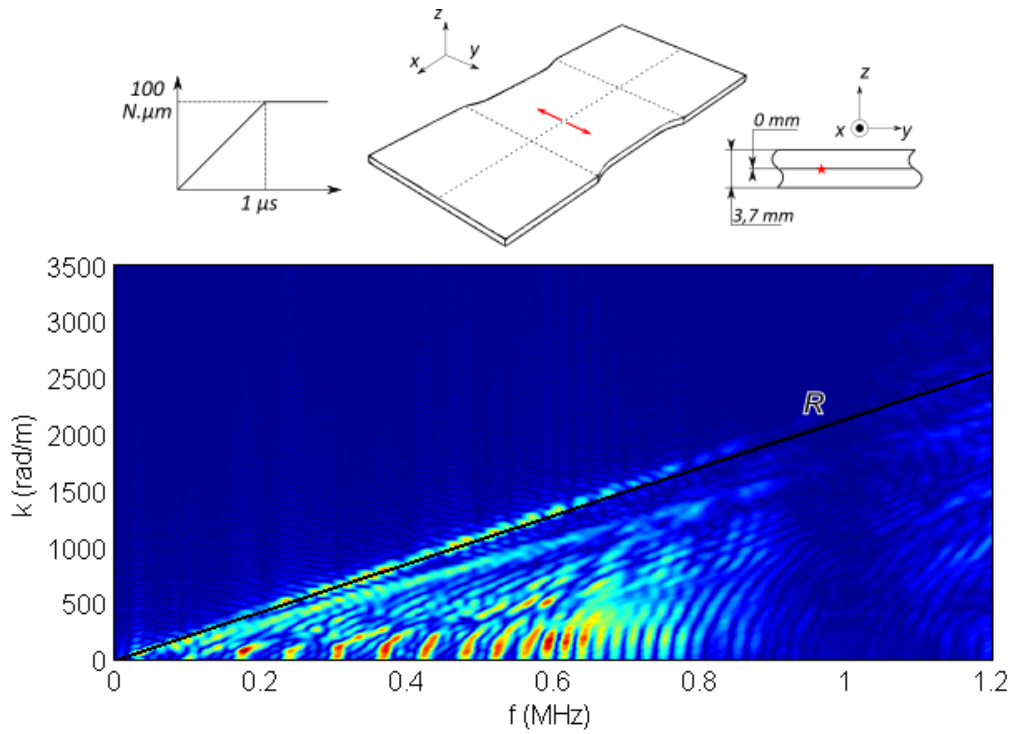 z
y
x
100
N.μm
1 μs
z
0 mm
x
y
3,7 mm
3500
3000
2500
2000
1500
1000
500
0
k (rad/m)
R
0
0.2
0.4
0.6
0.8
1
1.2
f (MHz)